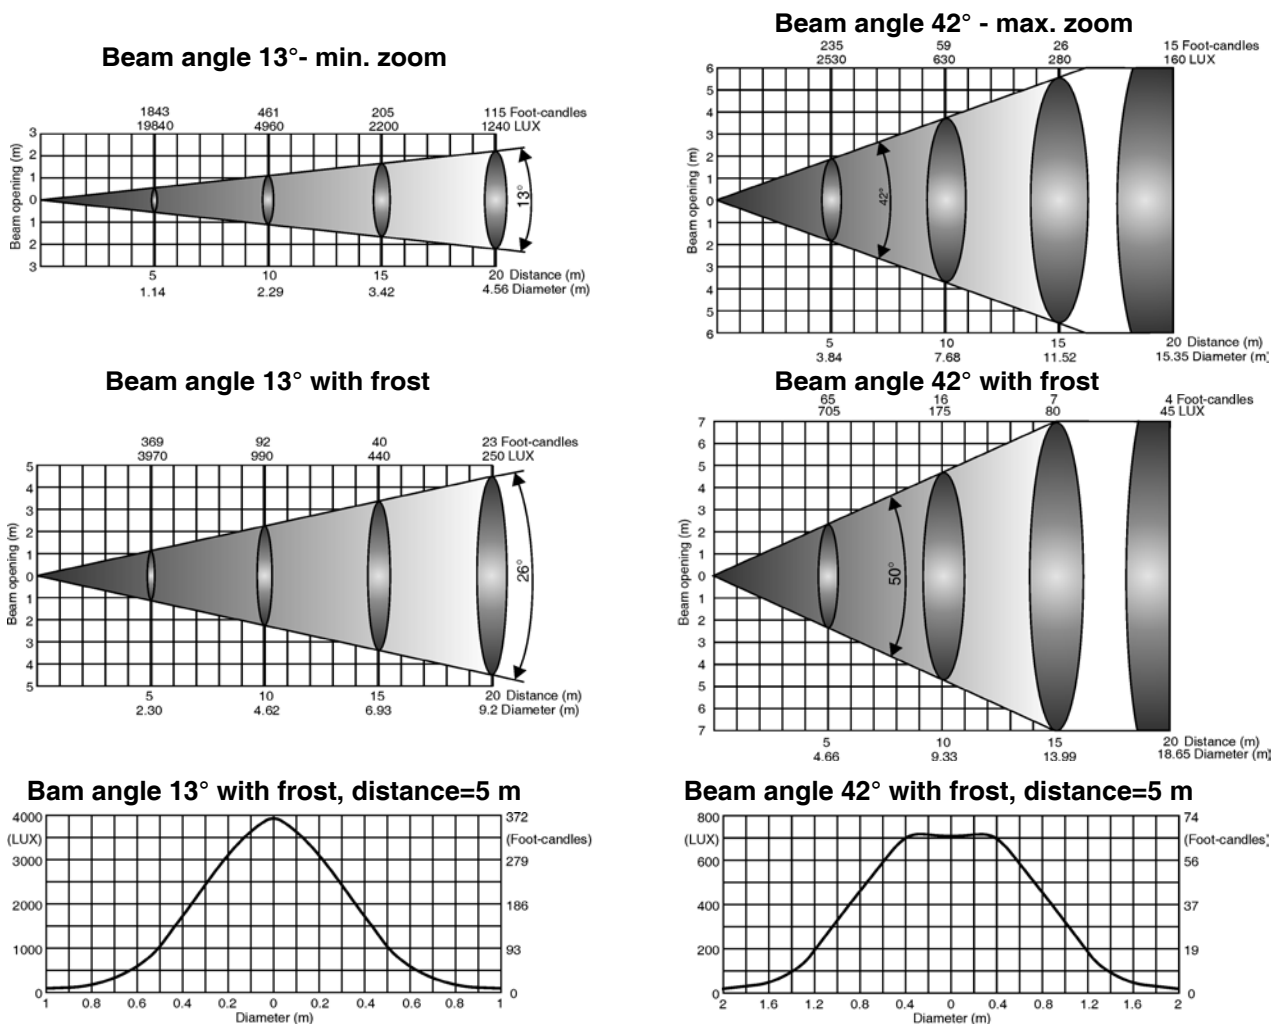 Beam angle 13°- min. zoom
1843 461 205 115 Foot-candles
19840 4960 2200 1240 LUX
3
2
1
0
1
2
3
Beam opening (m)
13°
5 10 15 20 Distance (m)
1.14 2.29 3.42 4.56 Diameter (m)
Beam angle 42° - max. zoom
235 59 26 15 Foot-candles
2530 630 280 160 LUX
6
5
4
3
2
1
0
1
2
3
4
5
6
Beam opening (m)
42°
5 10 15 20 Distance (m)
3.84 7.68 11.52 15.35 Diameter (m)
Beam angle 13° with frost
369 92 40 23 Foot-candles
3970 990 440 250 LUX
5
4
3
2
1
0
1
2
3
4
5
Beam opening (m)
26°
5 10 15 20 Distance (m)
2.30 4.62 6.93 9.2 Diameter (m)
Beam angle 42° with frost
65 16 7 4 Foot-candles
705 175 80 45 LUX
7
6
5
4
3
2
1
0
1
2
3
4
5
6
7
Beam opening (m)
50°
5 10 15 20 Distance (m)
4.66 9.33 13.99 18.65 Diameter (m)
Bam angle 13° with frost, distance=5 m
4000 372
(LUX) (Foot-candles)
3000 279
2000 186
1000 93
0 0
1 0.8 0.6 0.4 0.2 0 0.2 0.4 0.6 0.8 1
Diameter (m)
Beam angle 42° with frost, distance=5 m
800 74
(LUX) (Foot-candles)
600 56
400 37
200 19
0 0
2 1.6 1.2 0.8 0.4 0 0.4 0.8 1.2 1.6 2
Diameter (m)